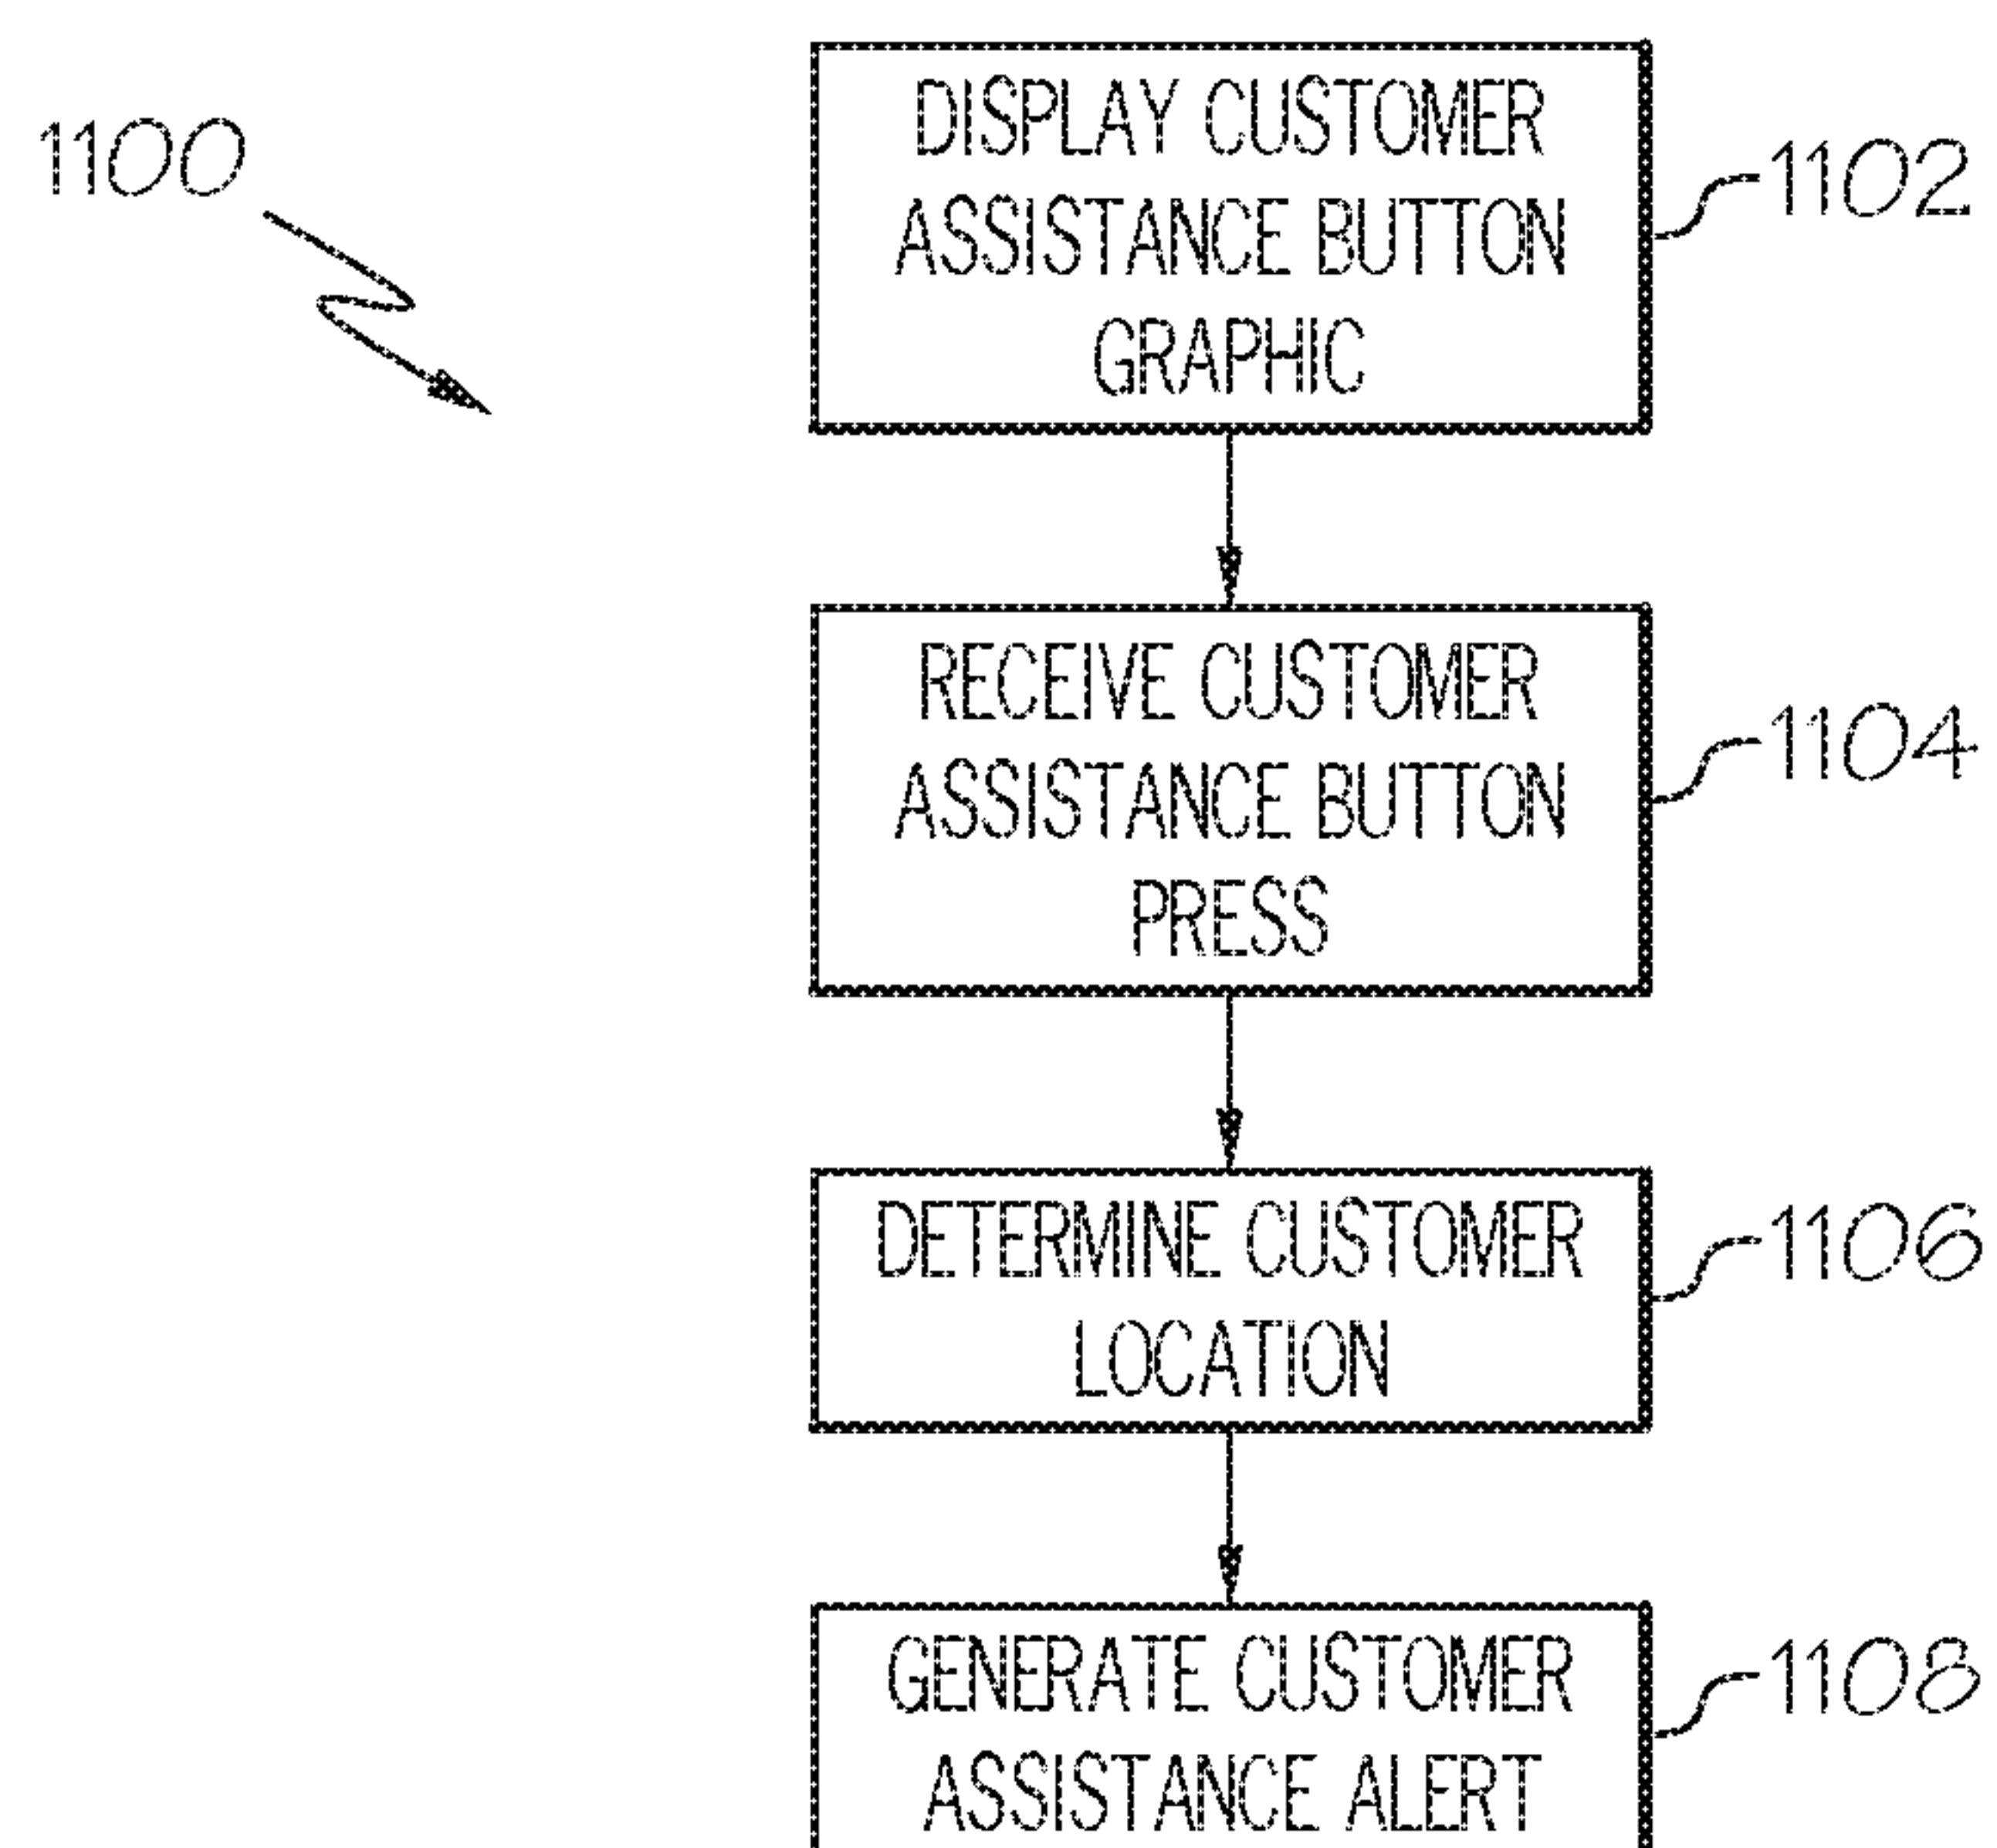 1100
DISPLAY CUSTOMER
ASSISTANCE BUTTON
GRAPHIC
1102
RECEIVE CUSTOMER
ASSISTANCE BUTTON
PRESS
1104
DETERMINE CUSTOMER
LOCATION
1106
GENERATE CUSTOMER
ASSISTANCE ALERT
1108